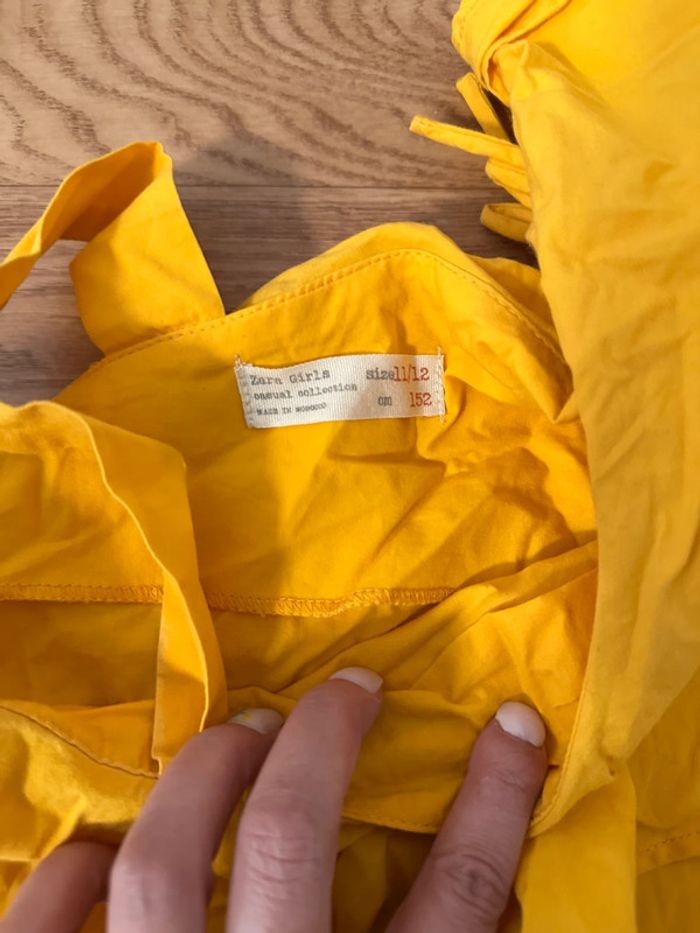 Zara Girls size 11/12
casual collection
MADE IN MOROCCO cm 152